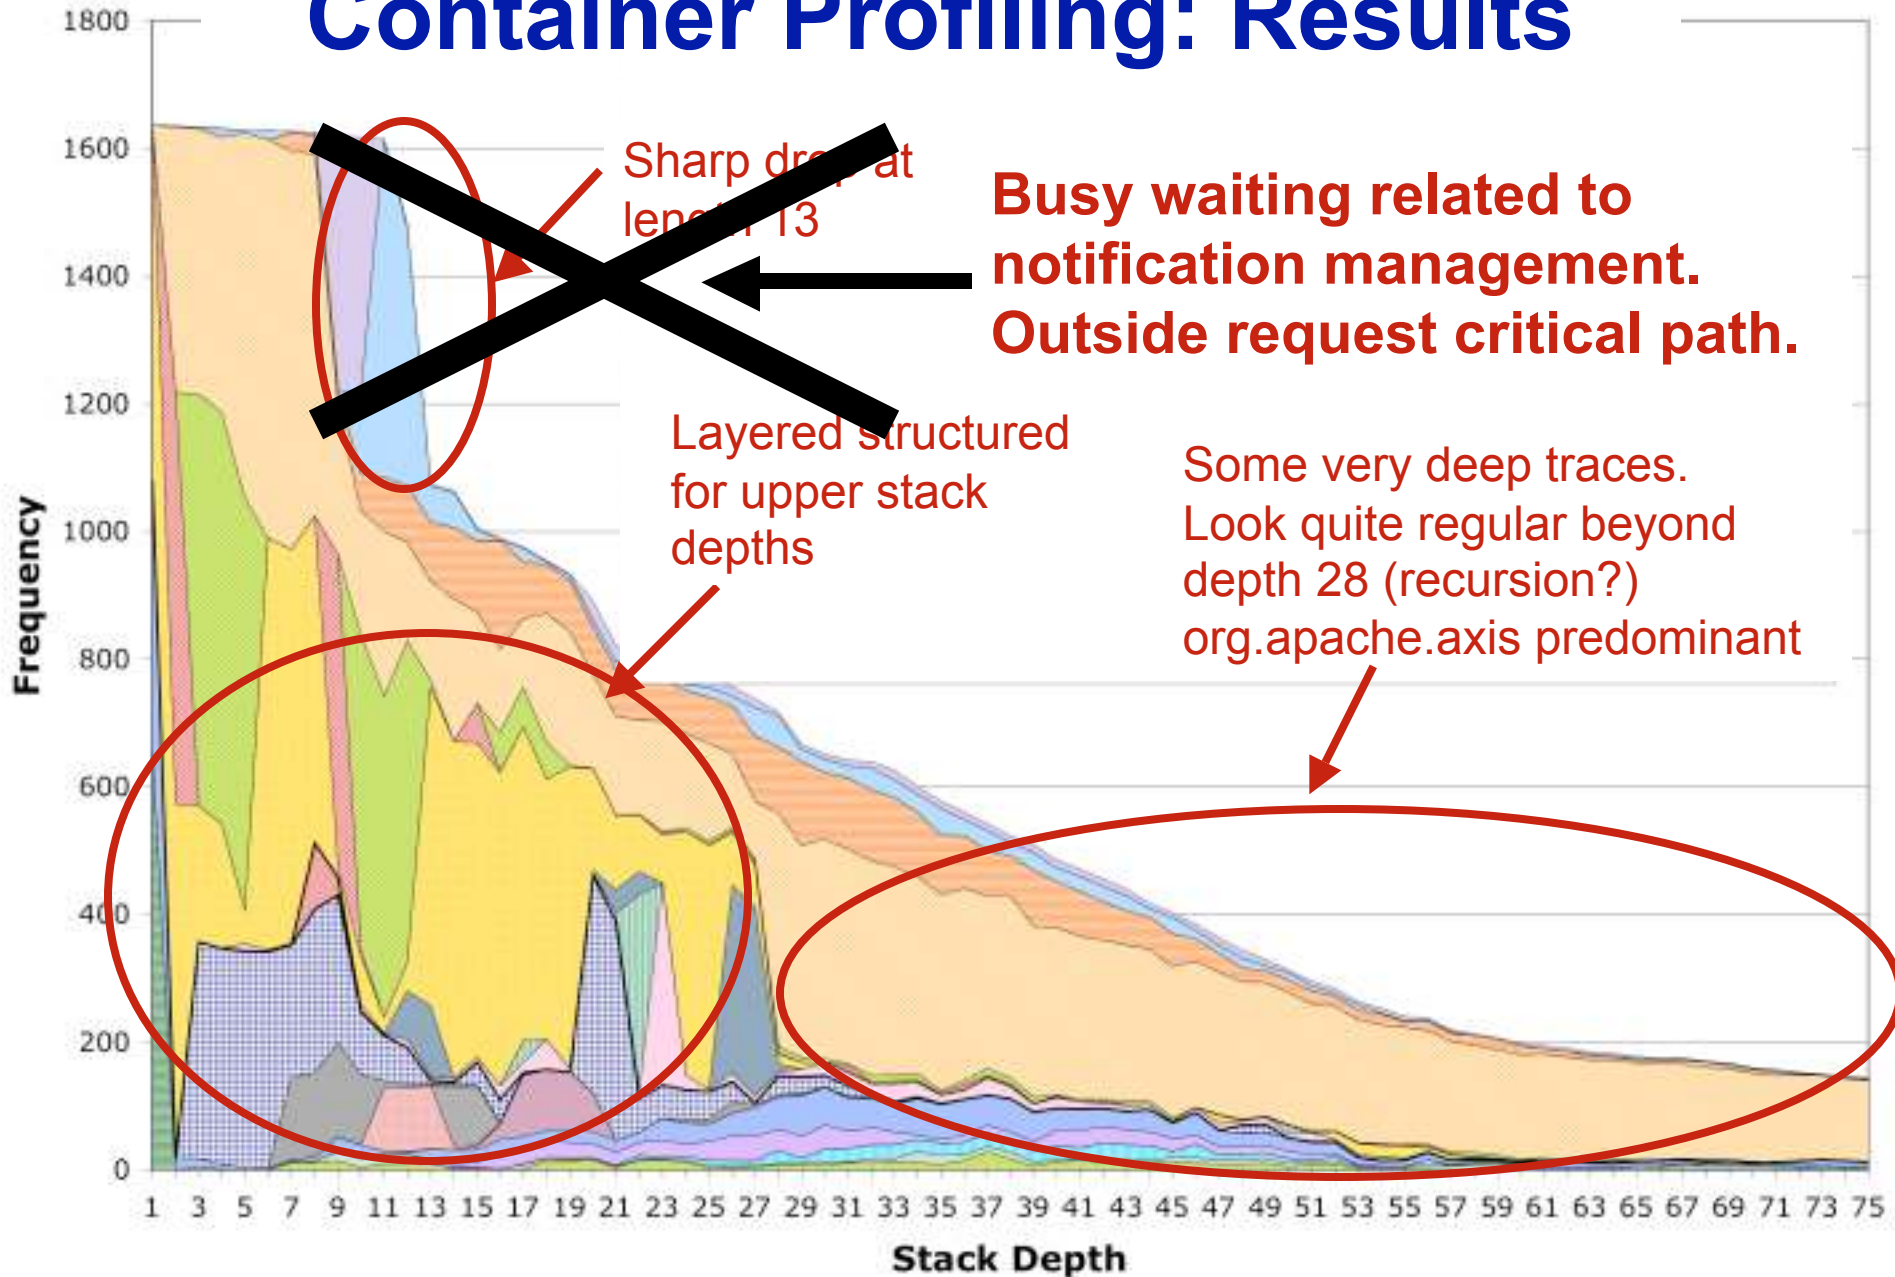 Container Profiling: Results
Sharp drop at
length 13
Busy waiting related to
notification management.
Outside request critical path.
Layered structured
for upper stack
depths
Some very deep traces.
Look quite regular beyond
depth 28 (recursion?)
org.apache.axis predominant
Frequency
1800
1600
1400
1200
1000
800
600
400
200
0
1 3 5 7 9 11 13 15 17 19 21 23 25 27 29 31 33 35 37 39 41 43 45 47 49 51 53 55 57 59 61 63 65 67 69 71 73 75
Stack Depth